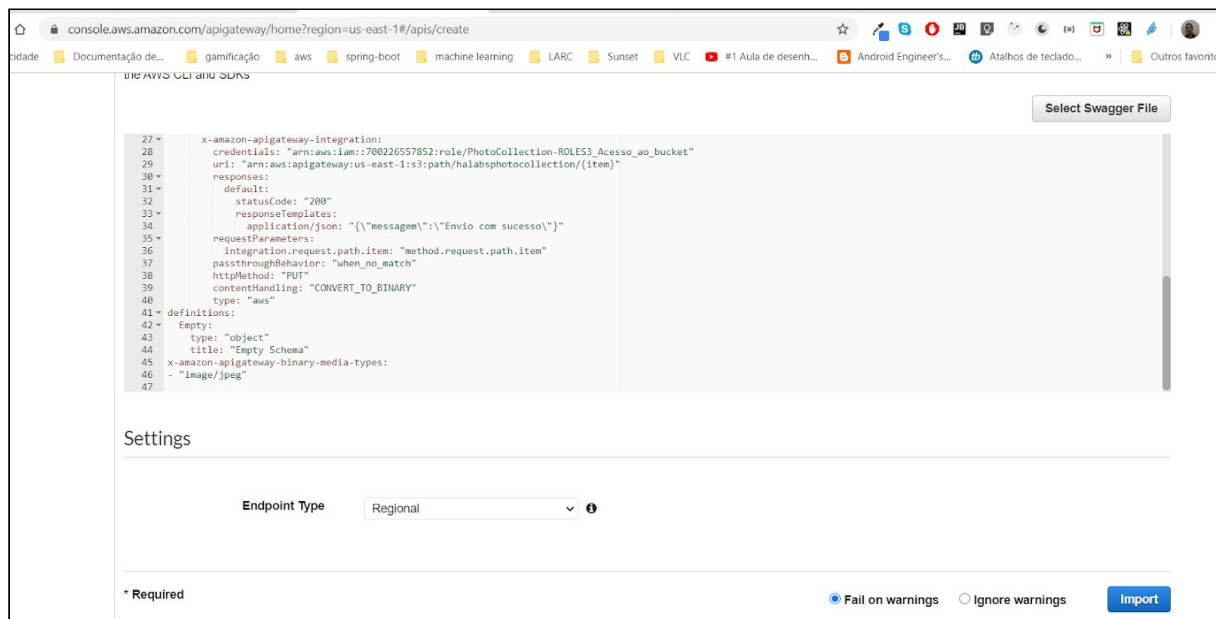 console.aws.amazon.com/apigateway/home?region=us-east-1#/apis/create
cidade Documentação de... gamificação aws spring-boot machine learning LARC Sunset VLC #1 Aula de desenh... Android Engineer's... Atalhos de teclado... » Outros favorito
the AWS CLI and SDKs
Select Swagger File
27 x-amazon-apigateway-integration:
28 credentials: "arn:aws:iam::700226557852:role/PhotoCollection-ROLES3_Acesso_ao_bucket"
29 uri: "arn:aws:apigateway:us-east-1:s3:path/halabsphotocollection/{item}"
30 responses:
31 default:
32 statusCode: "200"
33 responseTemplates:
34 application/json: "{\"messagem\":\"Envio com sucesso\"}"
35 requestParameters:
36 integration.request.path.item: "method.request.path.item"
37 passthroughBehavior: "when_no_match"
38 httpMethod: "PUT"
39 contentHandling: "CONVERT_TO_BINARY"
40 type: "aws"
41 definitions:
42 Empty:
43 type: "object"
44 title: "Empty Schema"
45 x-amazon-apigateway-binary-media-types:
46 - "image/jpeg"
47
Settings
Endpoint Type Regional
* Required Fail on warnings Ignore warnings Import